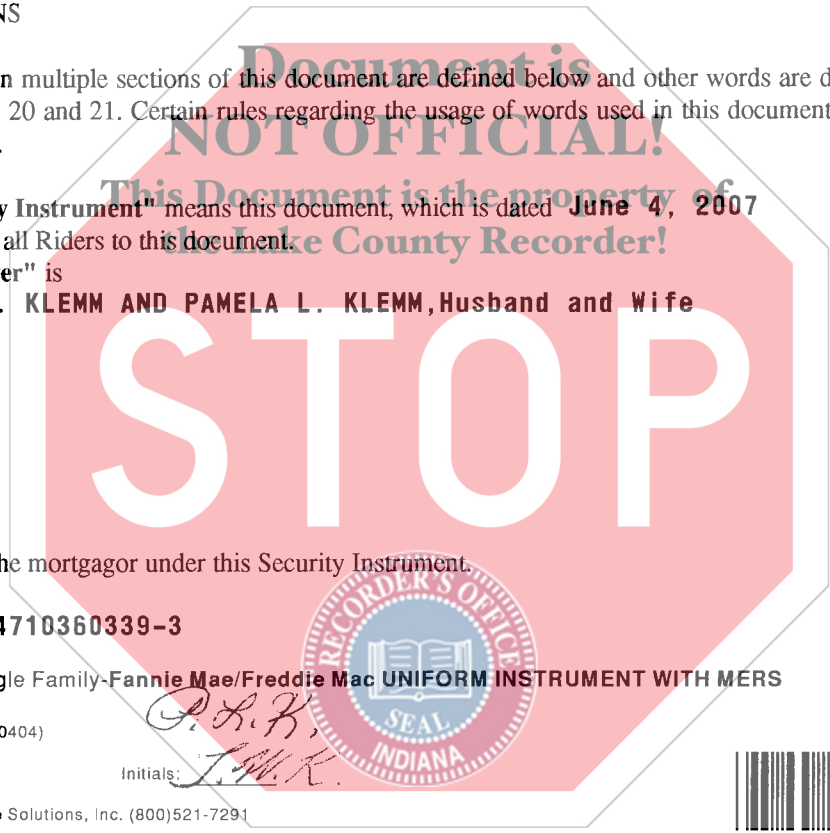 NS
Document is
n multiple sections of this document are defined below and other words are d
20 and 21. Certain rules regarding the usage of words used in this document
NOT OFFICIAL!
This Document is the property of
y Instrument" means this document, which is dated June 4, 2007
all Riders to this document.
the Lake County Recorder!
er" is
. KLEMM AND PAMELA L. KLEMM,Husband and Wife
STOP
he mortgagor under this Security Instrument.
RECORDER'S OFFICE
4710360339-3
gle Family-Fannie Mae/Freddie Mac UNIFORM INSTRUMENT WITH MERS
P.L.K.
SEAL
0404)
INDIANA
Initials: J.W.K.
e Solutions, Inc. (800)521-7291